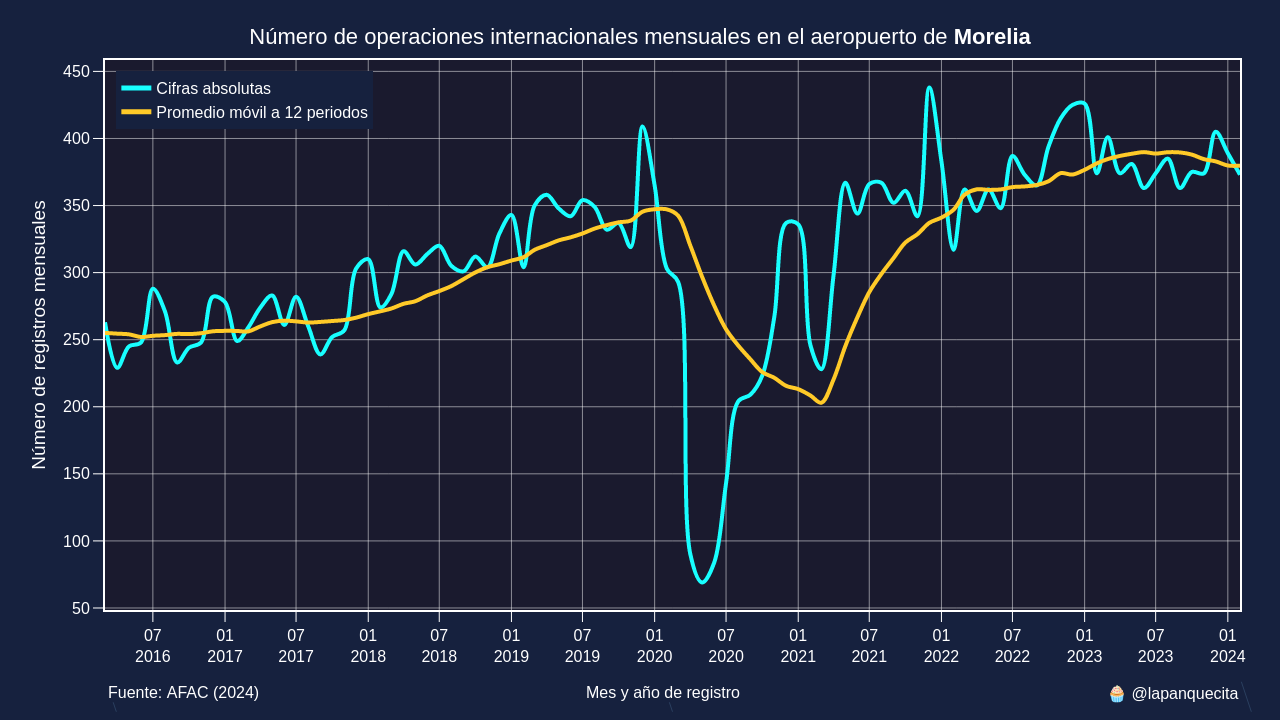 Número de operaciones internacionales mensuales en el aeropuerto de Morelia
Cifras absolutas
Promedio móvil a 12 periodos
Número de registros mensuales
450
400
350
300
250
200
150
100
50
07 01 07 01 07 01 07 01 07 01 07 01 07 01 07 01
2016 2017 2017 2018 2018 2019 2019 2020 2020 2021 2021 2022 2022 2023 2023 2024
Fuente: AFAC (2024) Mes y año de registro 🧁 @lapanquecita